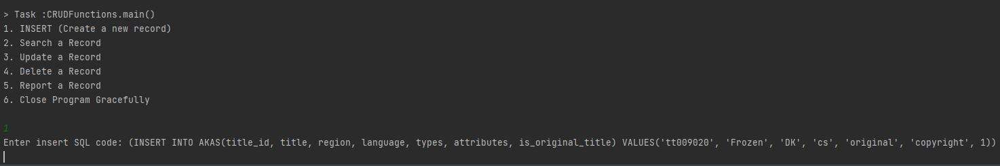 > Task :CRUDFunctions.main()
1. INSERT (Create a new record)
2. Search a Record
3. Update a Record
4. Delete a Record
5. Report a Record
6. Close Program Gracefully
1
Enter insert SQL code: (INSERT INTO AKAS(title_id, title, region, language, types, attributes, is_original_title) VALUES('tt009020', 'Frozen', 'DK', 'cs', 'original', 'copyright', 1))